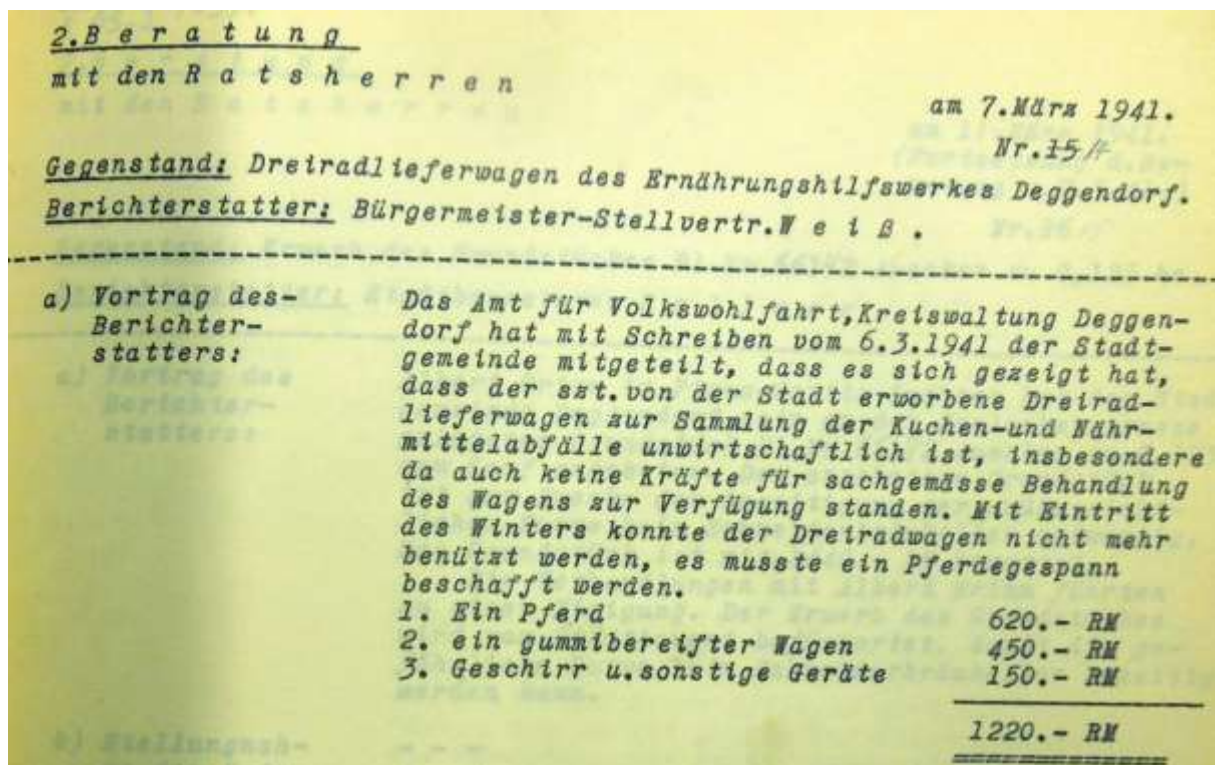 2.B e r a t u n g
mit den R a t s h e r r e n
am 7.März 1941.
Nr.15/4
Gegenstand: Dreiradlieferwagen des Ernährungshilfswerkes Deggendorf.
Berichterstatter: Bürgermeister-Stellvertr.W e i ß .
a) Vortrag des-
Berichter-
statters:
Das Amt für Volkswohlfahrt,Kreiswaltung Deggen-
dorf hat mit Schreiben vom 6.3.1941 der Stadt-
gemeinde mitgeteilt, dass es sich gezeigt hat,
dass der szt.von der Stadt erworbene Dreirad-
lieferwagen zur Sammlung der Kuchen-und Nähr-
mittelabfälle unwirtschaftlich ist, insbesondere
da auch keine Kräfte für sachgemässe Behandlung
des Wagens zur Verfügung standen. Mit Eintritt
des Winters konnte der Dreiradwagen nicht mehr
benützt werden, es musste ein Pferdegespann
beschafft werden.
1. Ein Pferd 620.- RM
2. ein gummibereifter Wagen 450.- RM
3. Geschirr u.sonstige Geräte 150.- RM
1220.- RM